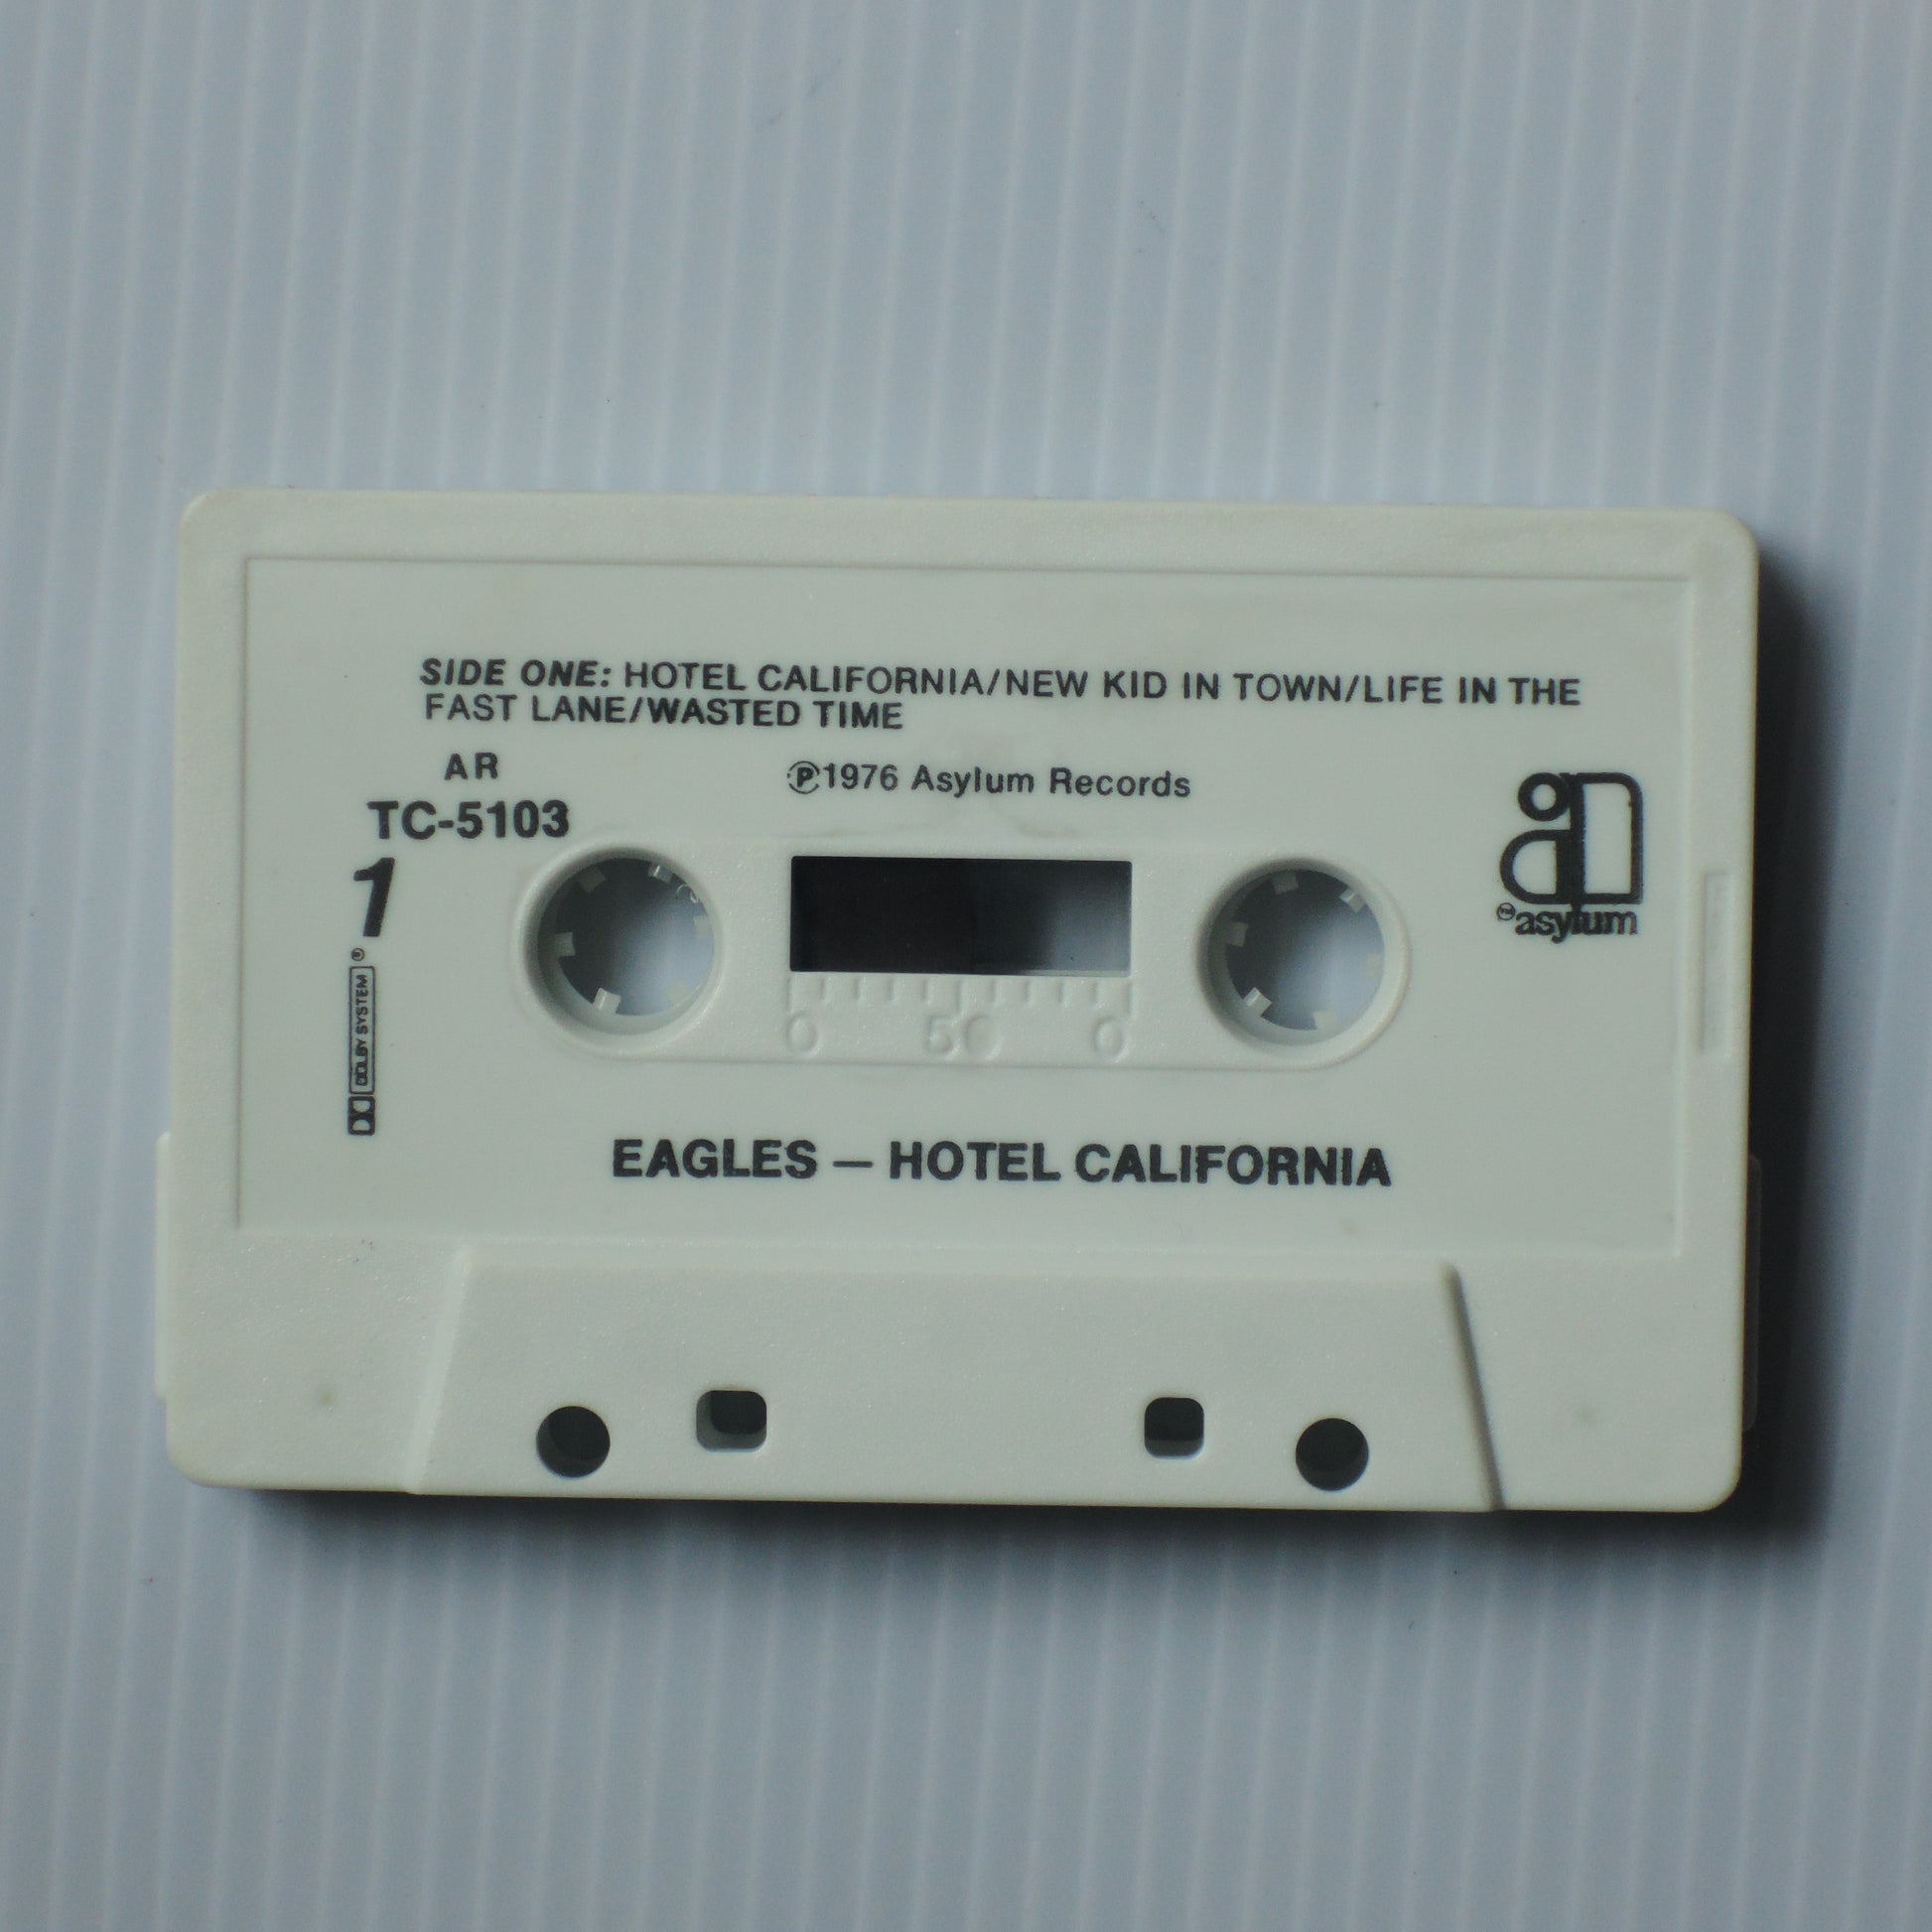 SIDE ONE: HOTEL CALIFORNIA/NEW KID IN TOWN/LIFE IN THE
FAST LANE/WASTED TIME
AR
℗1976 Asylum Records
TC-5103
1
asylum
DOLBY SYSTEM®
0 50 0
EAGLES — HOTEL CALIFORNIA